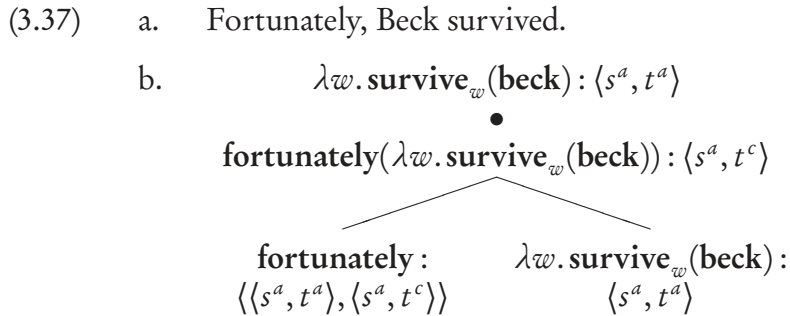 (3.37) a. Fortunately, Beck survived.
b. λw. survive_w(beck) : ⟨s^a, t^a⟩
•
fortunately(λw. survive_w(beck)) : ⟨s^a, t^c⟩
fortunately : λw. survive_w(beck) :
⟨⟨s^a, t^a⟩, ⟨s^a, t^c⟩⟩ ⟨s^a, t^a⟩